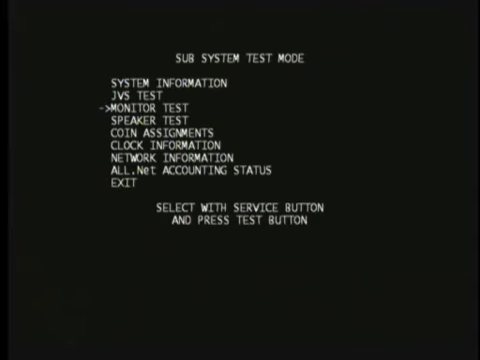 SUB SYSTEM TEST MODE
SYSTEM INFORMATION
JVS TEST
->MONITOR TEST
SPEAKER TEST
COIN ASSIGNMENTS
CLOCK INFORMATION
NETWORK INFORMATION
ALL.Net ACCOUNTING STATUS
EXIT
SELECT WITH SERVICE BUTTON
AND PRESS TEST BUTTON